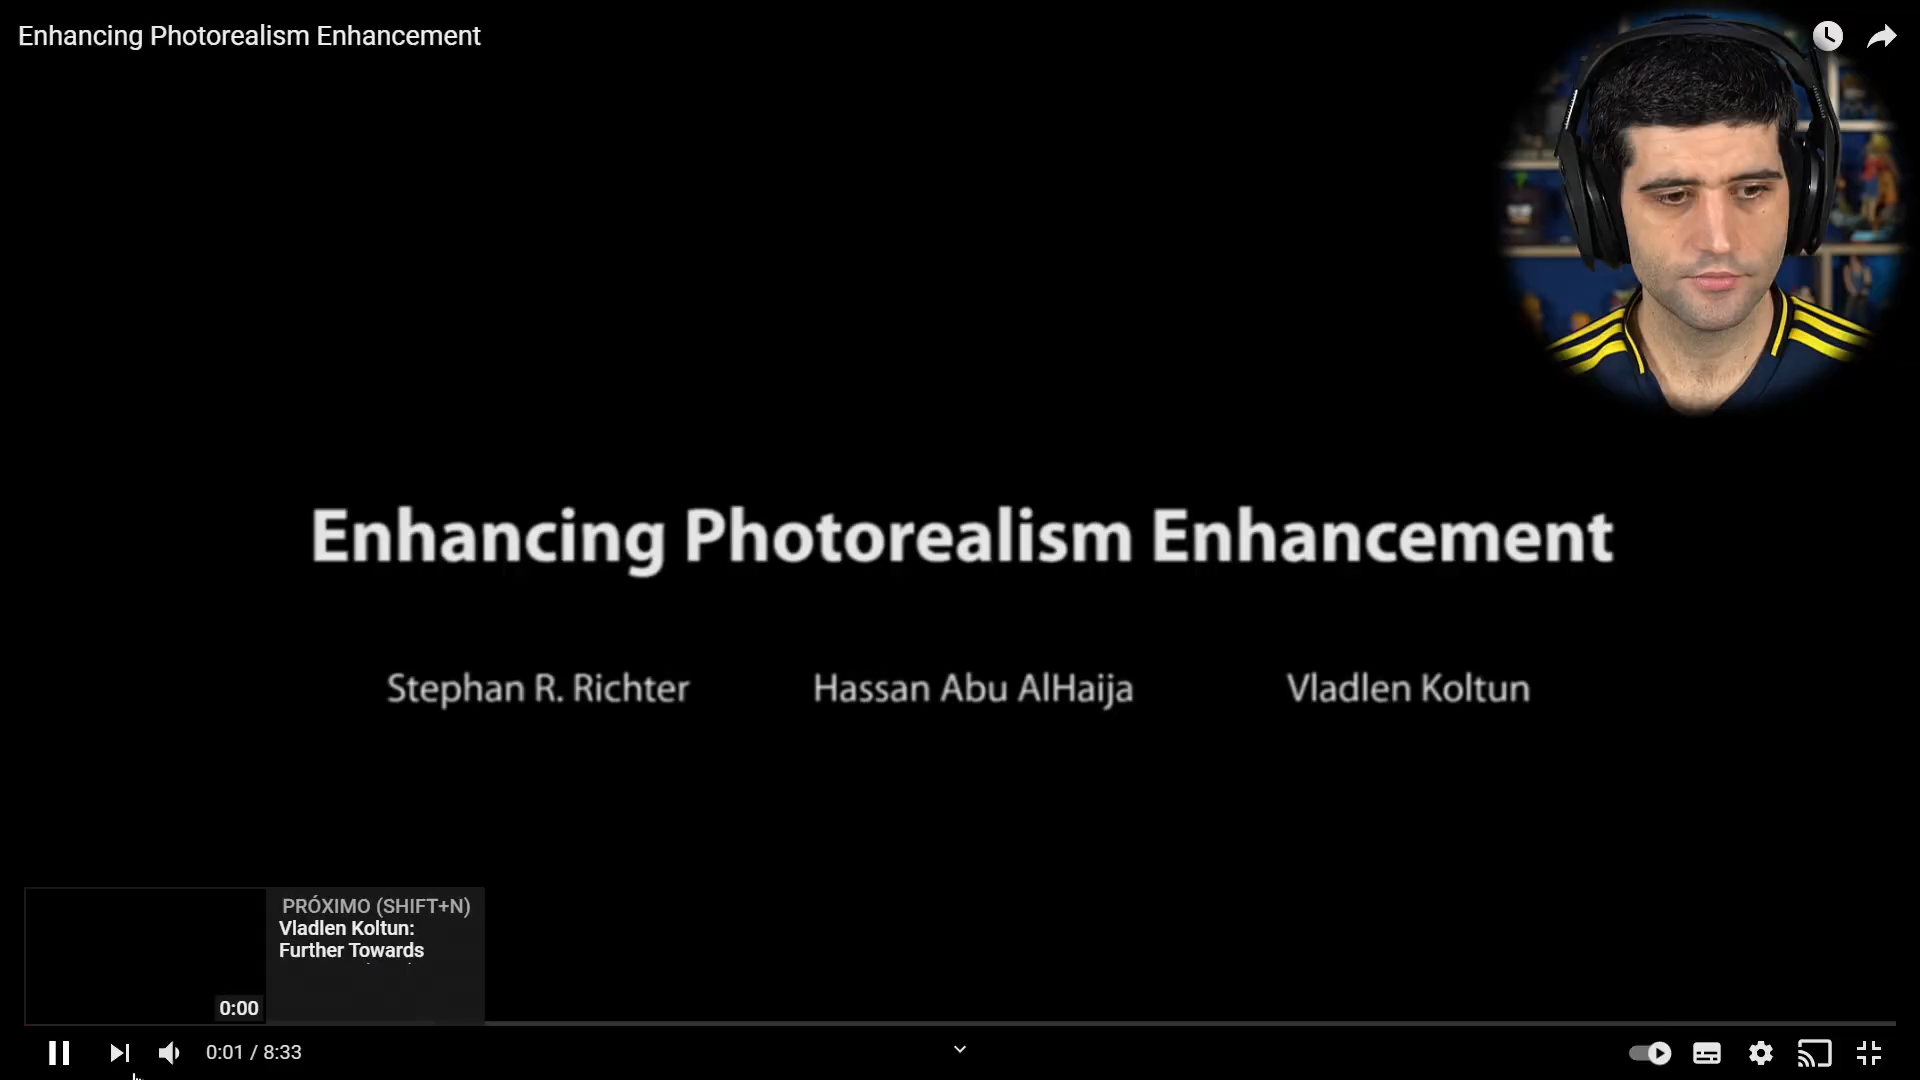 Enhancing Photorealism Enhancement
Enhancing Photorealism Enhancement
Stephan R. Richter Hassan Abu AlHaija Vladlen Koltun
PRÓXIMO (SHIFT+N)
Vladlen Koltun:
Further Towards
0:00
0:01 / 8:33